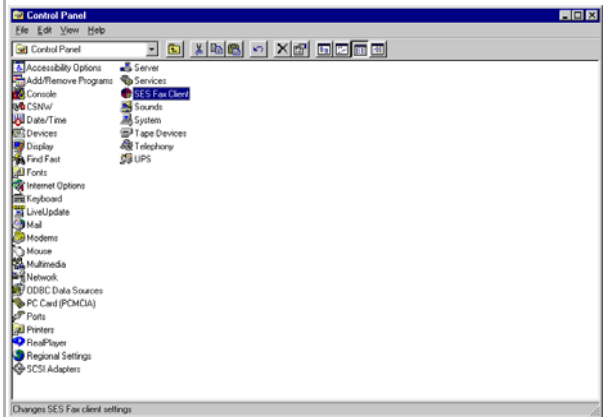 Control Panel
File Edit View Help
Control Panel
Accessibility Options
Add/Remove Programs
Console
CSNW
Date/Time
Devices
Display
Find Fast
Fonts
Internet Options
Keyboard
LiveUpdate
Mail
Modems
Mouse
Multimedia
Network
ODBC Data Sources
PC Card (PCMCIA)
Ports
Printers
RealPlayer
Regional Settings
SCSI Adapters
Server
Services
SES Fax Client
Sounds
System
Tape Devices
Telephony
UPS
Changes SES Fax client settings